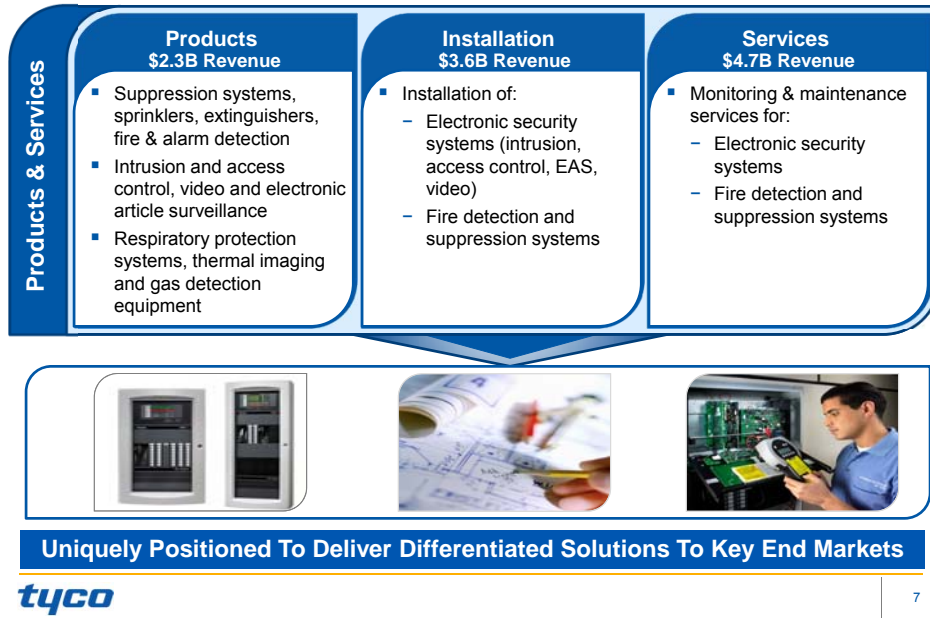 Products & Services
Products
$2.3B Revenue
▪ Suppression systems,
sprinklers, extinguishers,
fire & alarm detection
▪ Intrusion and access
control, video and electronic
article surveillance
▪ Respiratory protection
systems, thermal imaging
and gas detection
equipment
Installation
$3.6B Revenue
▪ Installation of:
− Electronic security
systems (intrusion,
access control, EAS,
video)
− Fire detection and
suppression systems
Services
$4.7B Revenue
▪ Monitoring & maintenance
services for:
− Electronic security
systems
− Fire detection and
suppression systems
Uniquely Positioned To Deliver Differentiated Solutions To Key End Markets
tyco
7